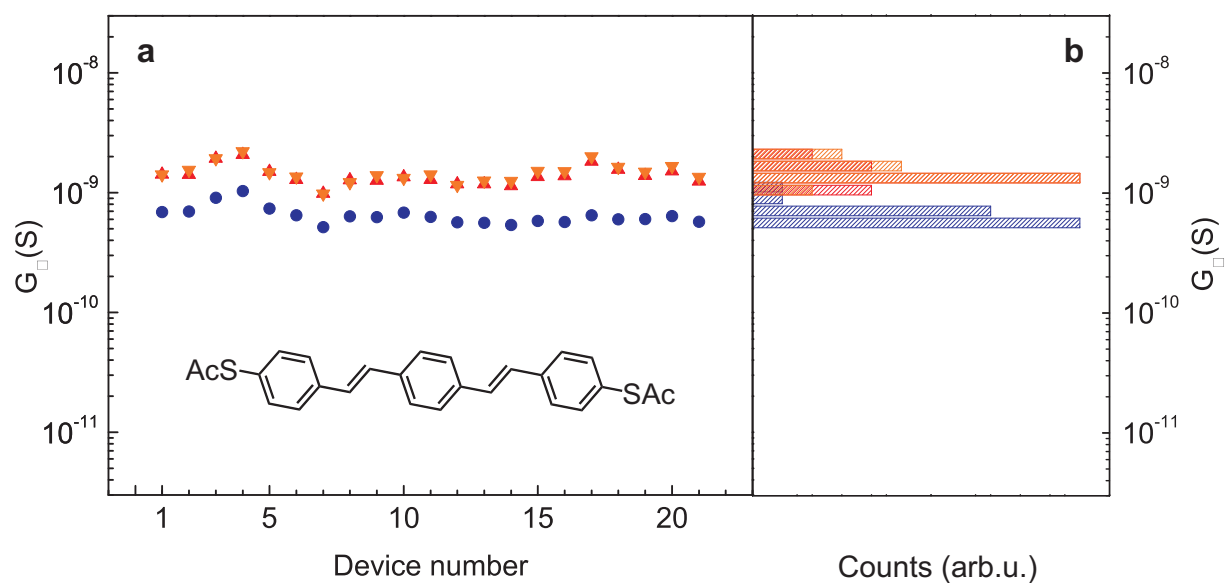 a
b
G□(S)
10⁻⁸
10⁻⁹
10⁻¹⁰
10⁻¹¹
AcS
SAc
1 5 10 15 20
Device number
Counts (arb.u.)
10⁻⁸
10⁻⁹
10⁻¹⁰
10⁻¹¹
G□(S)